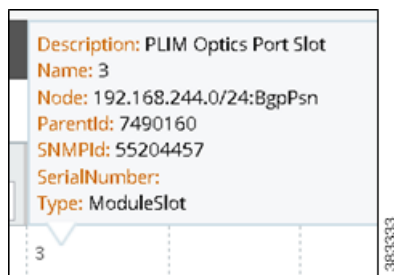 Description: PLIM Optics Port Slot
Name: 3
Node: 192.168.244.0/24:BgpPsn
ParentId: 7490160
SNMPId: 55204457
SerialNumber:
Type: ModuleSlot
3
383333